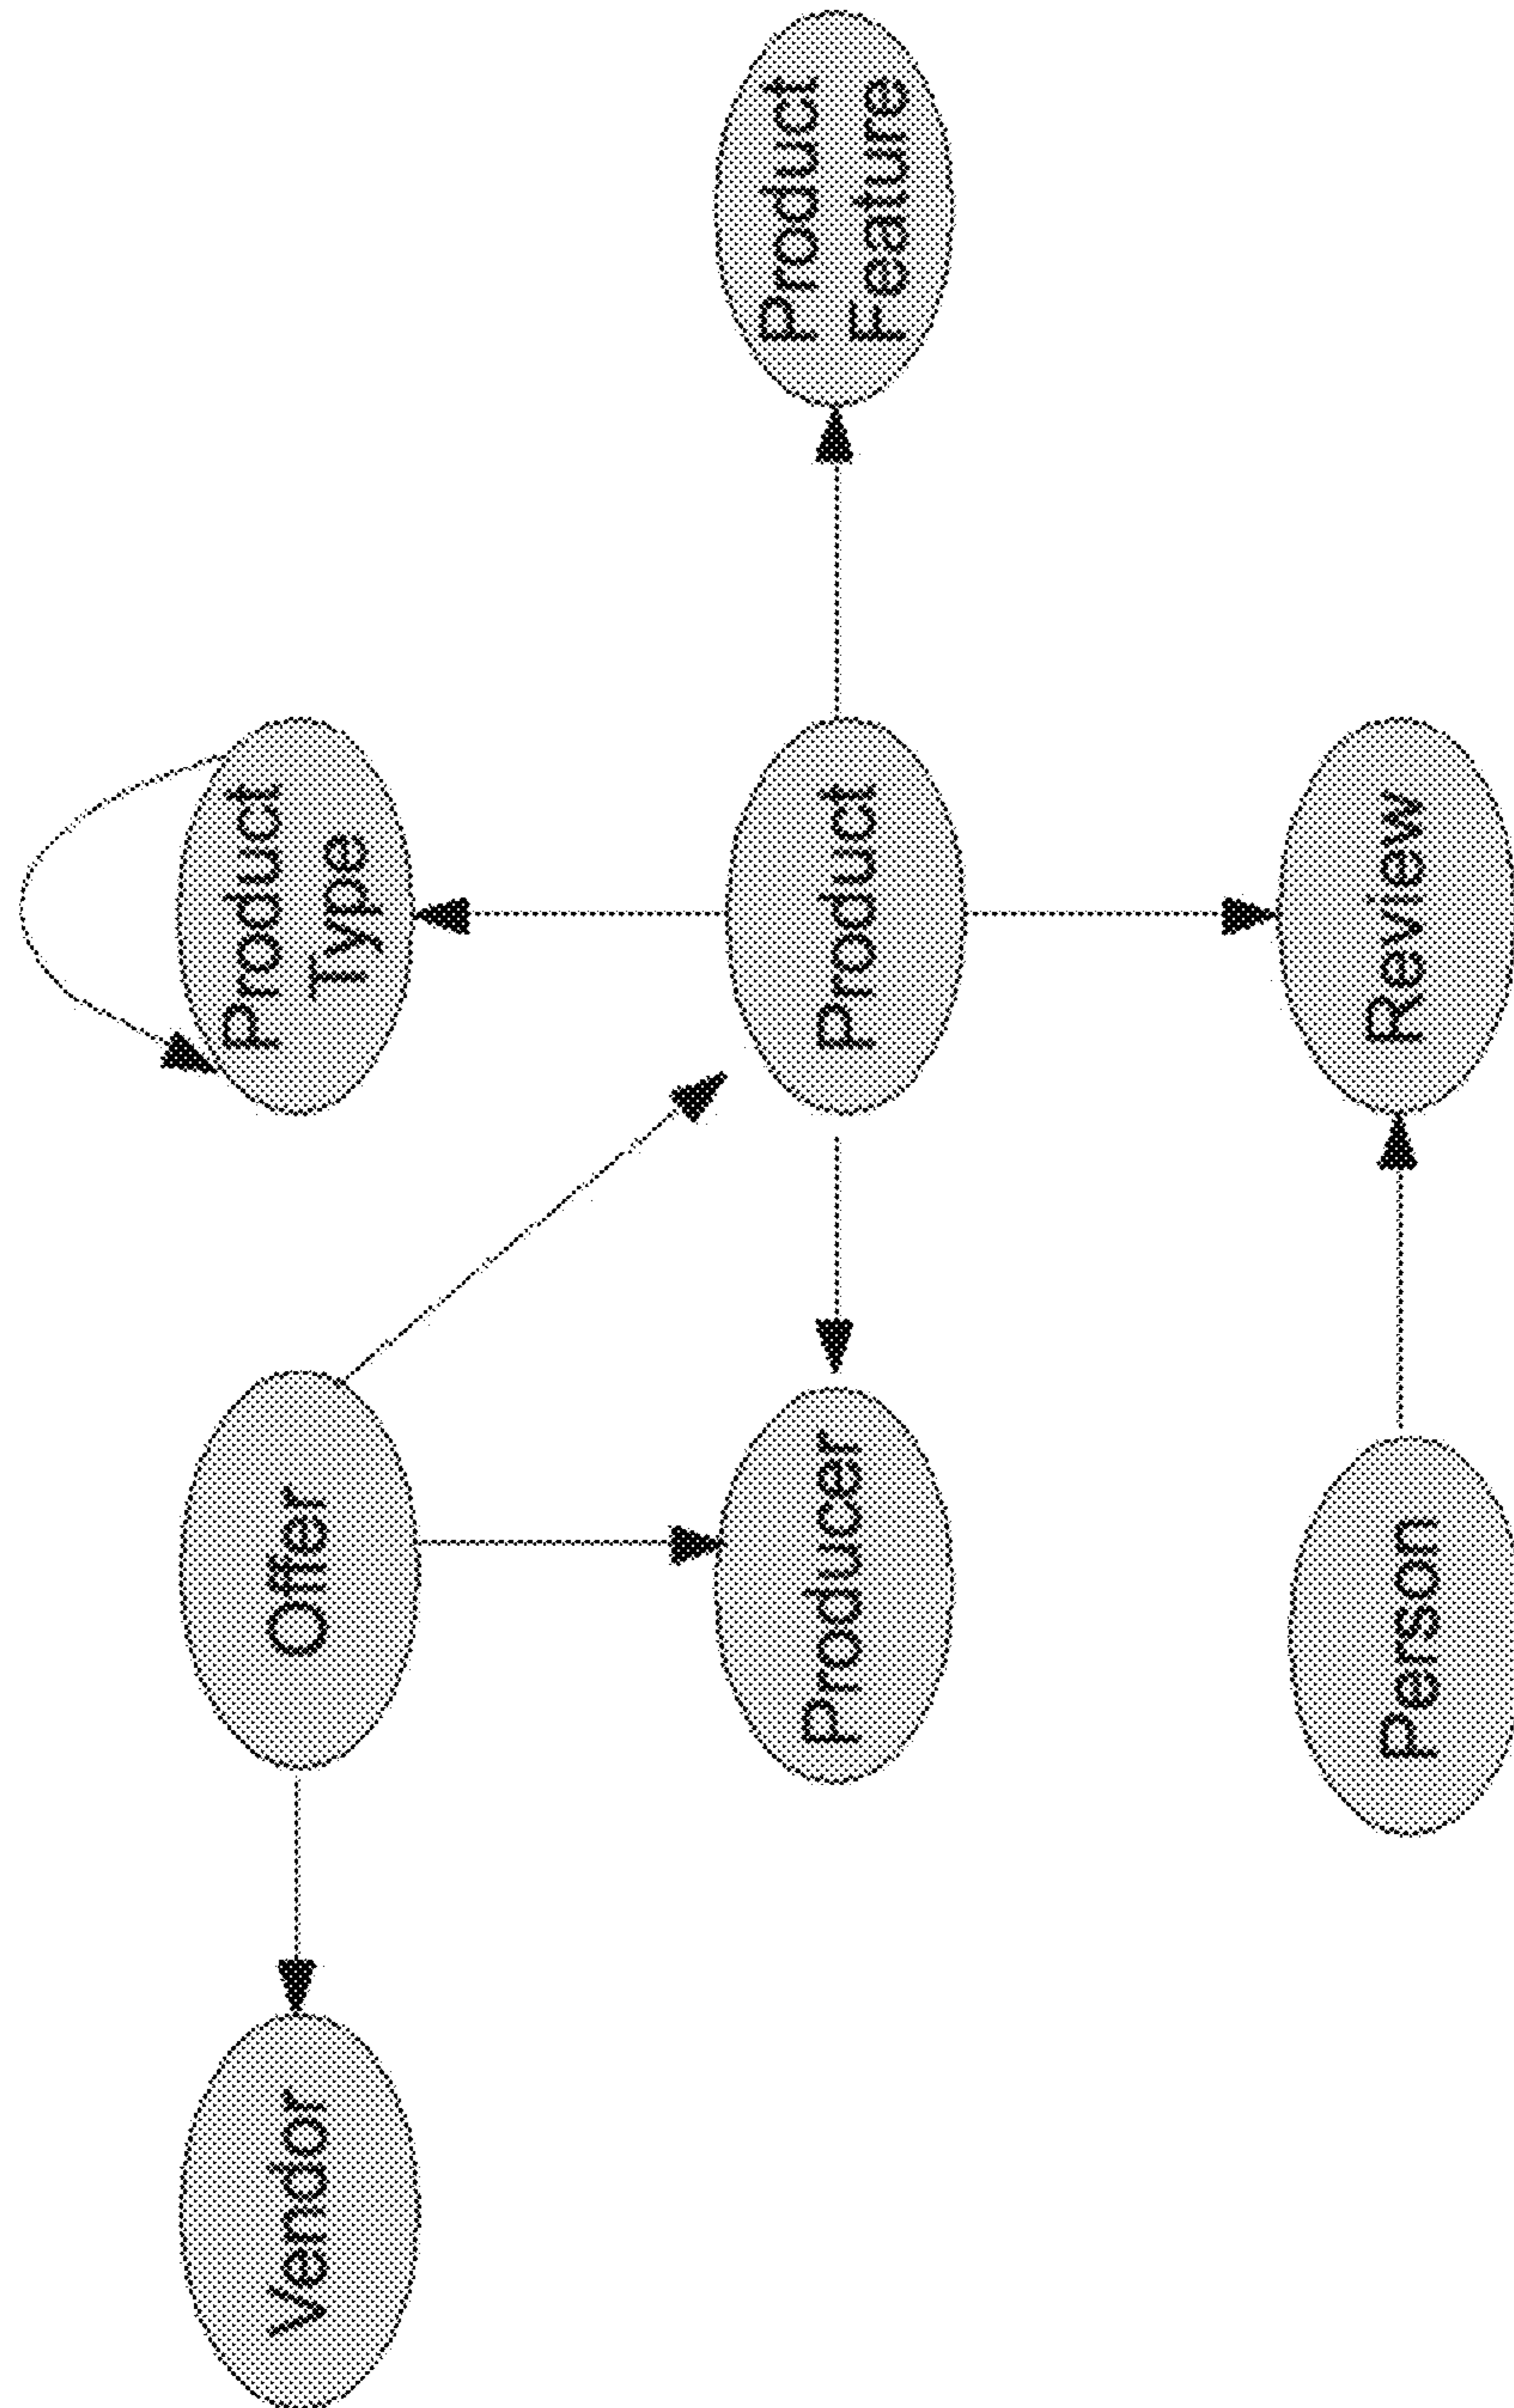 Vendor
Offer
Product
Type
Producer
Product
Product
Feature
Person
Review